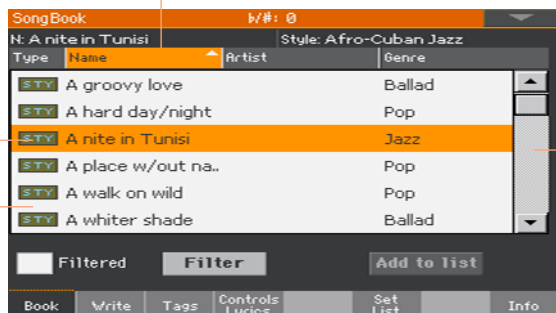 SongBook b/#: 0
N: A nite in Tunisi Style: Afro-Cuban Jazz
Type Name Artist Genre
STY A groovy love Ballad
STY A hard day/night Pop
STY A nite in Tunisi Jazz
STY A place w/out na.. Pop
STY A walk on wild Pop
STY A whiter shade Ballad
Filtered Filter Add to list
Book Write Tags Controls Set Info
Lyrics List